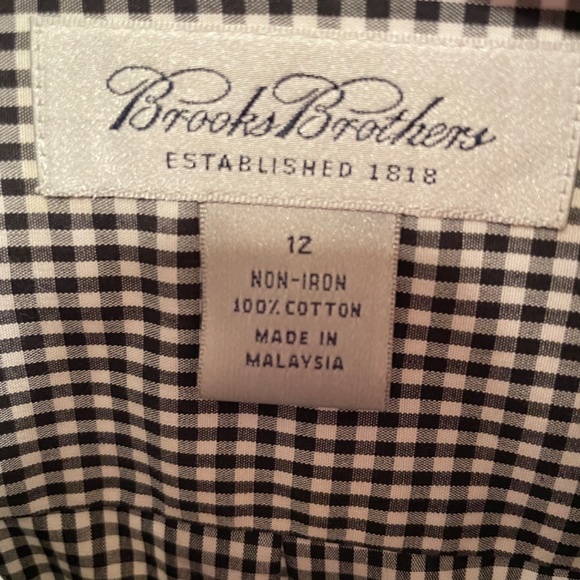 Brooks Brothers
ESTABLISHED 1818
12
NON-IRON
100% COTTON
MADE IN
MALAYSIA